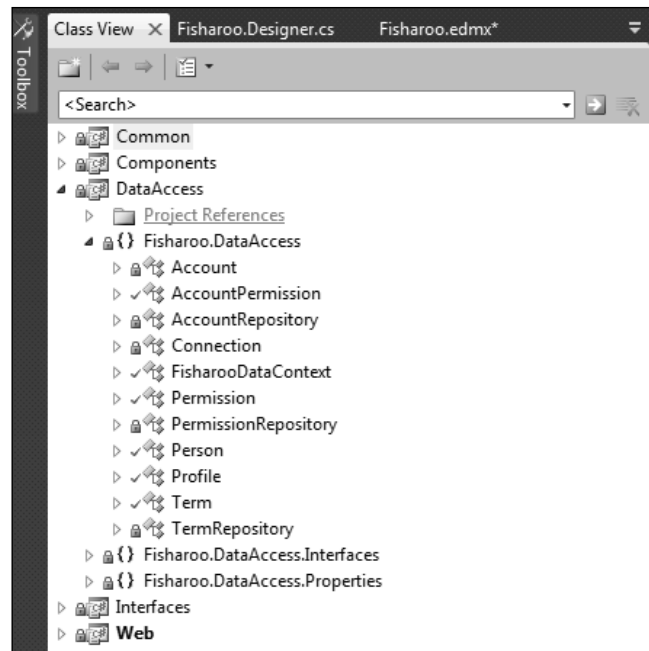 Toolbox
Class View Fisharoo.Designer.cs Fisharoo.edmx*
<Search>
Common
Components
DataAccess
Project References
{} Fisharoo.DataAccess
Account
AccountPermission
AccountRepository
Connection
FisharooDataContext
Permission
PermissionRepository
Person
Profile
Term
TermRepository
{} Fisharoo.DataAccess.Interfaces
{} Fisharoo.DataAccess.Properties
Interfaces
Web